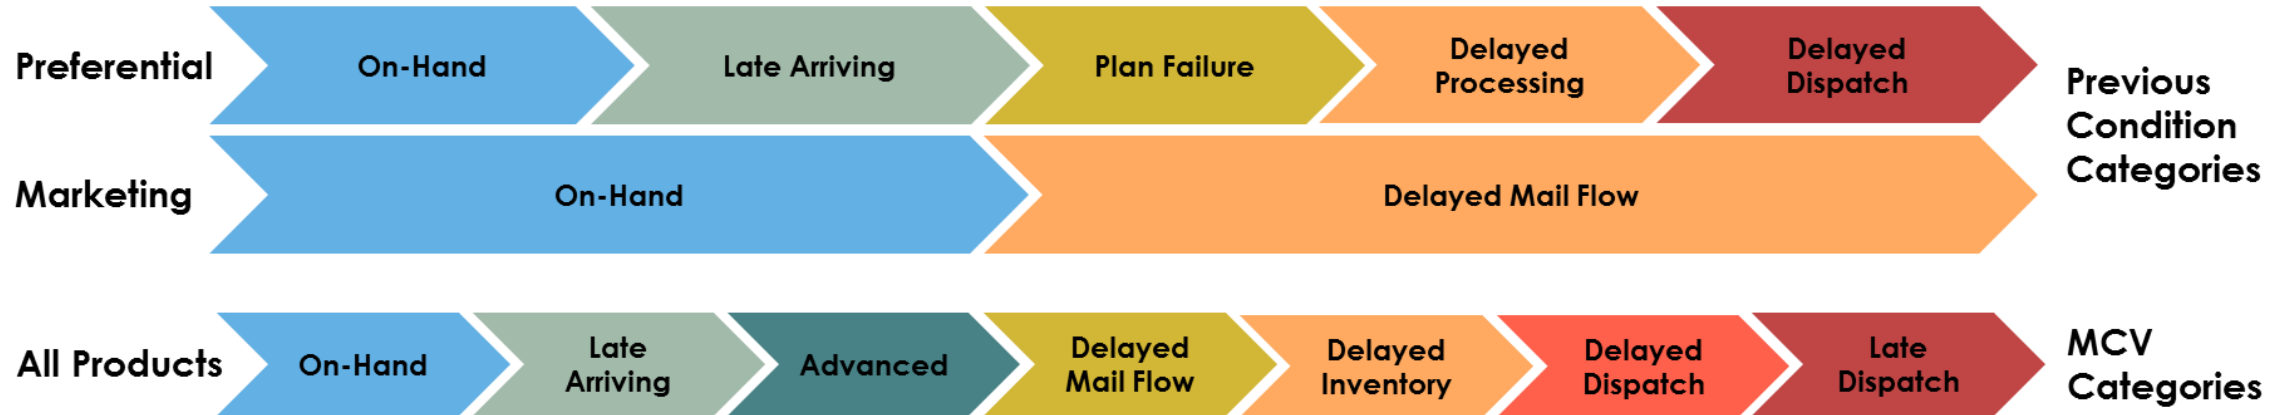 Preferential
On-Hand
Late Arriving
Plan Failure
Delayed
Processing
Delayed
Dispatch
Previous
Condition
Categories
Marketing
On-Hand
Delayed Mail Flow
All Products
On-Hand
Late
Arriving
Advanced
Delayed
Mail Flow
Delayed
Inventory
Delayed
Dispatch
Late
Dispatch
MCV
Categories